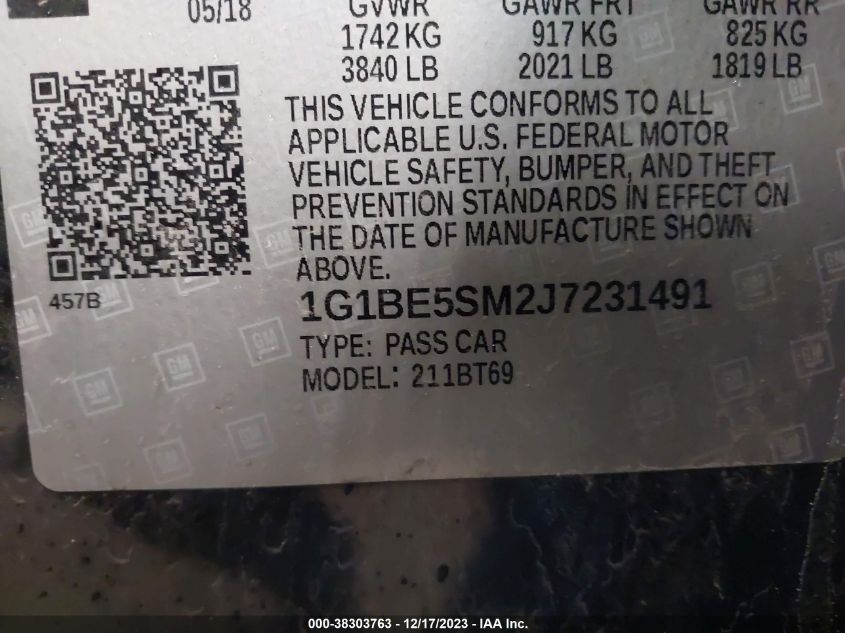 05/18 GVWR GAWR FRT GAWR RR
1742 KG 917 KG 825 KG
3840 LB 2021 LB 1819 LB
THIS VEHICLE CONFORMS TO ALL
APPLICABLE U.S. FEDERAL MOTOR
VEHICLE SAFETY, BUMPER, AND THEFT
PREVENTION STANDARDS IN EFFECT ON
THE DATE OF MANUFACTURE SHOWN
ABOVE.
457B
1G1BE5SM2J7231491
TYPE: PASS CAR
MODEL: 211BT69
GM
000-38303763 - 12/17/2023 - IAA Inc.